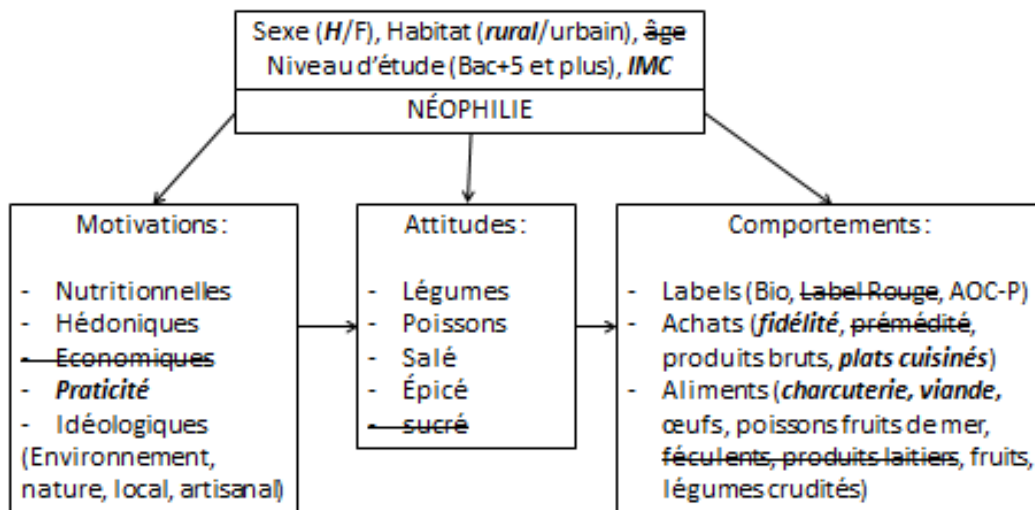 Sexe (H/F), Habitat (rural/urbain), âge
Niveau d'étude (Bac+5 et plus), IMC
NÉOPHILIE
Motivations :
- Nutritionnelles
- Hédoniques
- Economiques
- Praticité
- Idéologiques
(Environnement,
nature, local, artisanal)
Attitudes :
- Légumes
- Poissons
- Salé
- Épicé
- sucré
Comportements :
- Labels (Bio, Label Rouge, AOC-P)
- Achats (fidélité, prémédité,
produits bruts, plats cuisinés)
- Aliments (charcuterie, viande,
œufs, poissons fruits de mer,
féculents, produits laitiers, fruits,
légumes crudités)